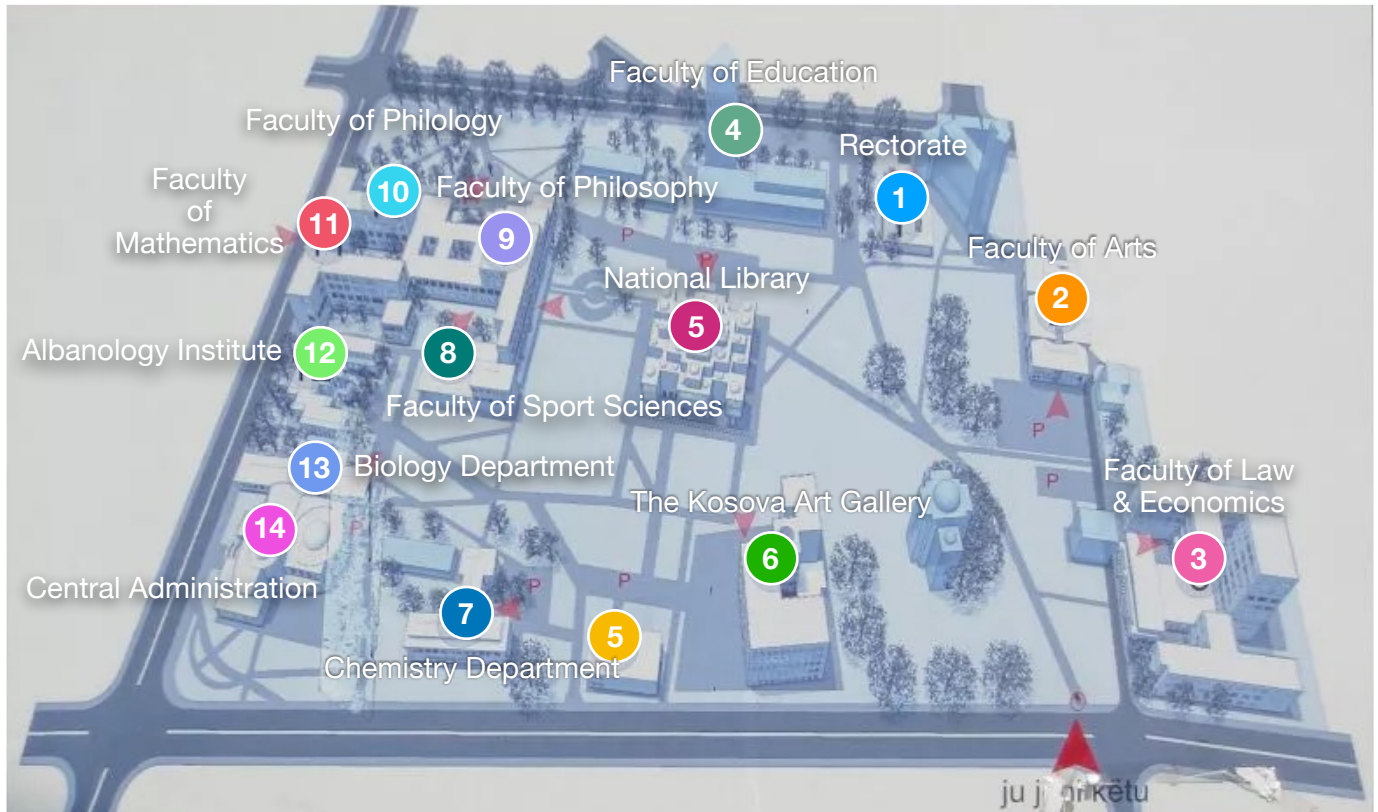 Faculty of Education
4
Faculty of Philology
Rectorate
10
Faculty of Philosophy
1
Faculty
of
Mathematics
11
9
P
P
Faculty of Arts
National Library
2
5
Albanology Institute
12
8
Faculty of Sport Sciences
P
13
Biology Department
P
Faculty of Law
& Economics
The Kosova Art Gallery
14
P
6
3
Central Administration
P
P
7
5
Chemistry Department
ju
këtu